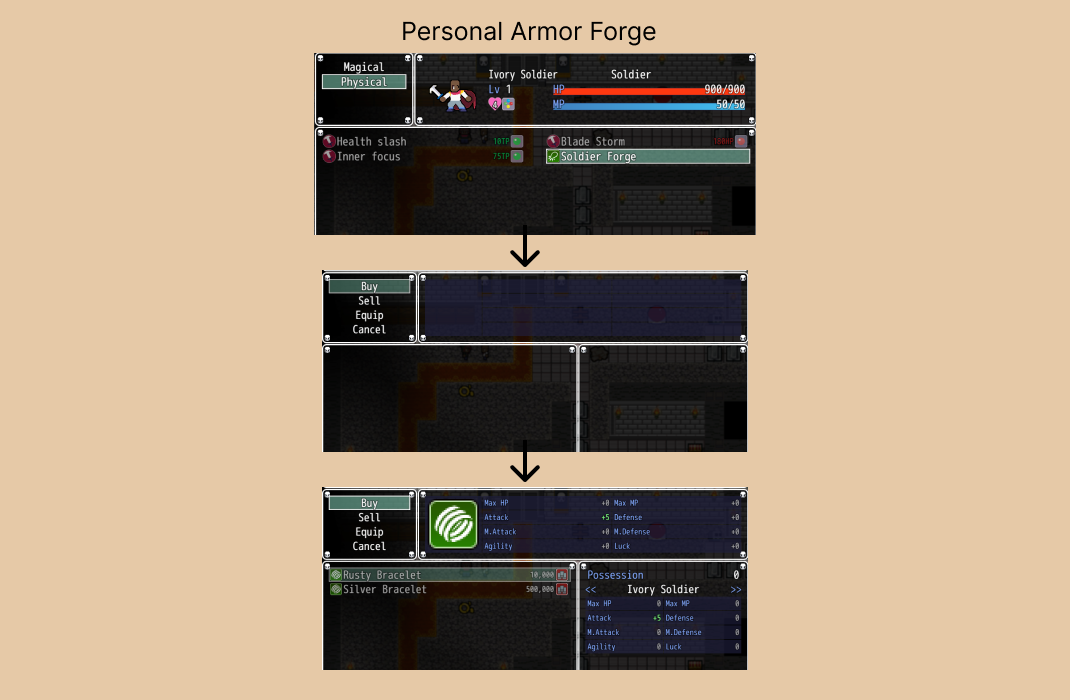 Personal Armor Forge
Magical
Physical
Ivory Soldier Soldier
Lv 1 HP 900/900
4 MP 50/50
Health slash 10TP Blade Storm
Inner focus 75TP Soldier Forge
Buy
Sell
Equip
Cancel
Buy
Sell
Equip
Cancel
Max HP +0 Max MP +0
Attack +5 Defense +0
M.Attack +0 M.Defense +0
Agility +0 Luck +0
Rusty Bracelet 10,000
Silver Bracelet 500,000
Possession 0
<< Ivory Soldier >>
Max HP 0 Max MP 0
Attack +5 Defense 0
M.Attack 0 M.Defense 0
Agility 0 Luck 0